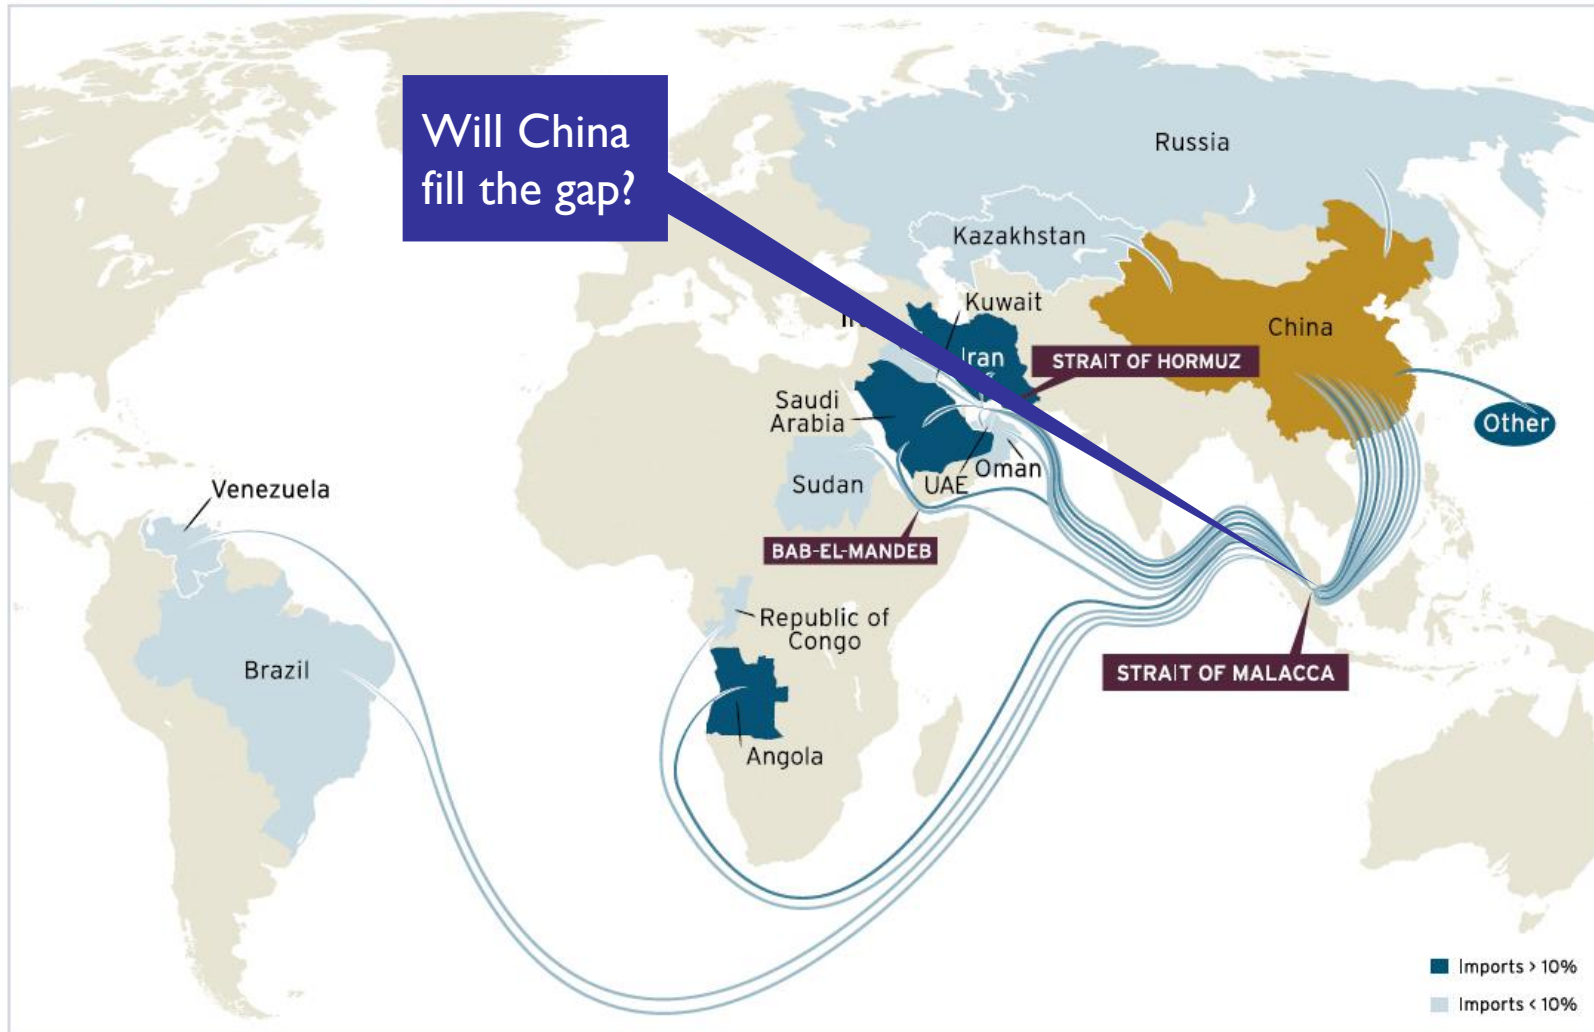 Will China
fill the gap?
Russia
Kazakhstan
Kuwait
Iran
STRAIT OF HORMUZ
China
Other
Saudi
Arabia
Sudan
UAE
Oman
BAB-EL-MANDEB
Venezuela
Republic of
Congo
STRAIT OF MALACCA
Brazil
Angola
Imports > 10%
Imports < 10%